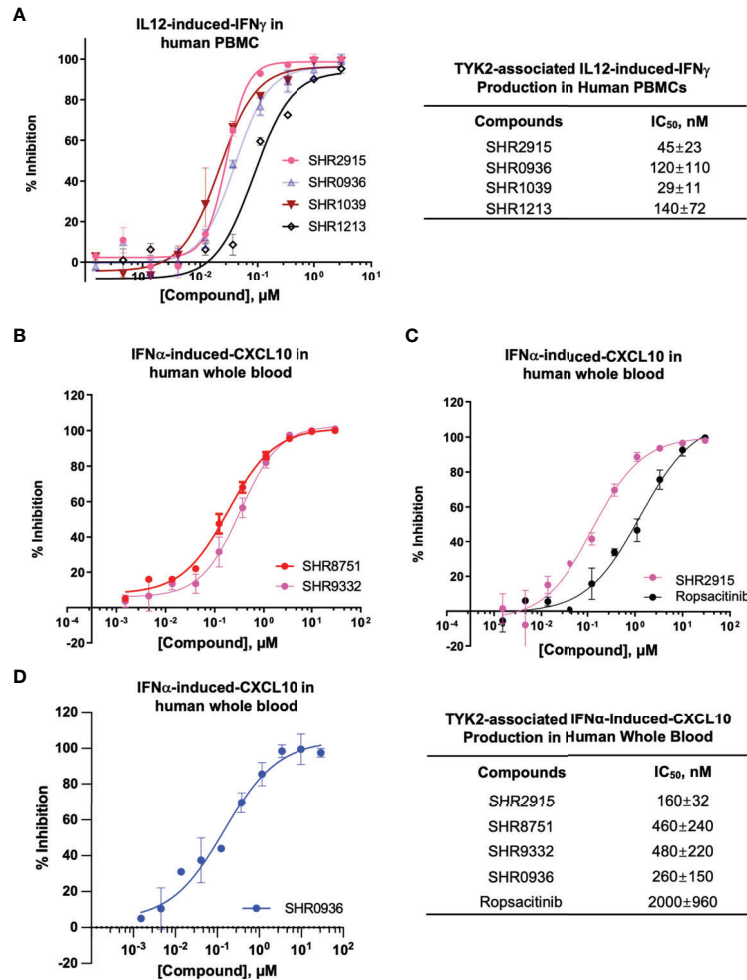 A
IL12-induced-IFNγ in
human PBMC
120
100
80
60
40
20
0
-20
% Inhibition
SHR2915
SHR0936
SHR1039
SHR1213
10-2 10-1 100 101
[Compound], µM
TYK2-associated IL12-induced-IFNγ
Production in Human PBMCs
Compounds IC50, nM
SHR2915 45±23
SHR0936 120±110
SHR1039 29±11
SHR1213 140±72
B
IFNα-induced-CXCL10 in
human whole blood
120
100
80
60
40
20
-20
% Inhibition
SHR8751
SHR9332
10-3 10-2 10-1 100 101 102
[Compound], µM
C
IFNα-induced-CXCL10 in
human whole blood
120
100
80
60
40
20
-20
% Inhibition
SHR2915
Ropsacitinib
10-3 10-2 10-1 100 101 102
[Compound], µM
D
IFNα-induced-CXCL10 in
human whole blood
120
100
80
60
40
20
0
% Inhibition
SHR0936
10-3 10-2 10-1 100 101 102
[Compound], µM
TYK2-associated IFNα-induced-CXCL10
Production in Human Whole Blood
Compounds IC50, nM
SHR2915 160±32
SHR8751 460±240
SHR9332 480±220
SHR0936 260±150
Ropsacitinib 2000±960